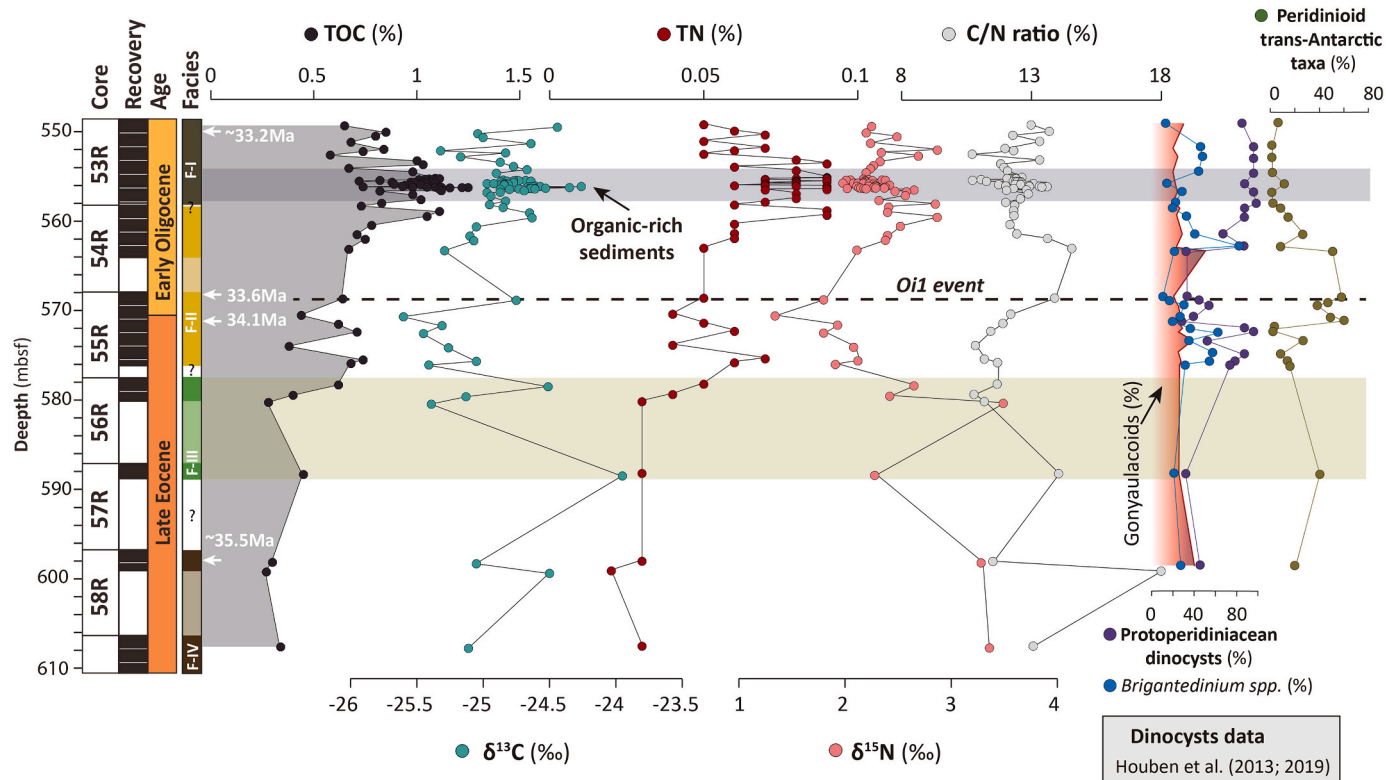 TOC (%)
TN (%)
C/N ratio (%)
Peridinioid
trans-Antarctic
taxa (%)
0 0.5 1 1.5
0 0.05 0.1
8 13 18
0 40 80
Core
Recovery
Age
Facies
Deepth (mbsf)
550
560
570
580
590
600
610
53R
54R
55R
56R
57R
58R
Early Oligocene
Late Eocene
F-I
?
F-II
?
F-III
?
F-IV
~33.2Ma
33.6Ma
34.1Ma
~35.5Ma
Organic-rich
sediments
Oi1 event
Gonyaulacoids (%)
0 40 80
-26 -25.5 -25 -24.5 -24 -23.5
1 2 3 4
δ¹³C (‰)
δ¹⁵N (‰)
Protoperidiniacean
dinocysts (%)
Brigantedinium spp. (%)
Dinocysts data
Houben et al. (2013; 2019)